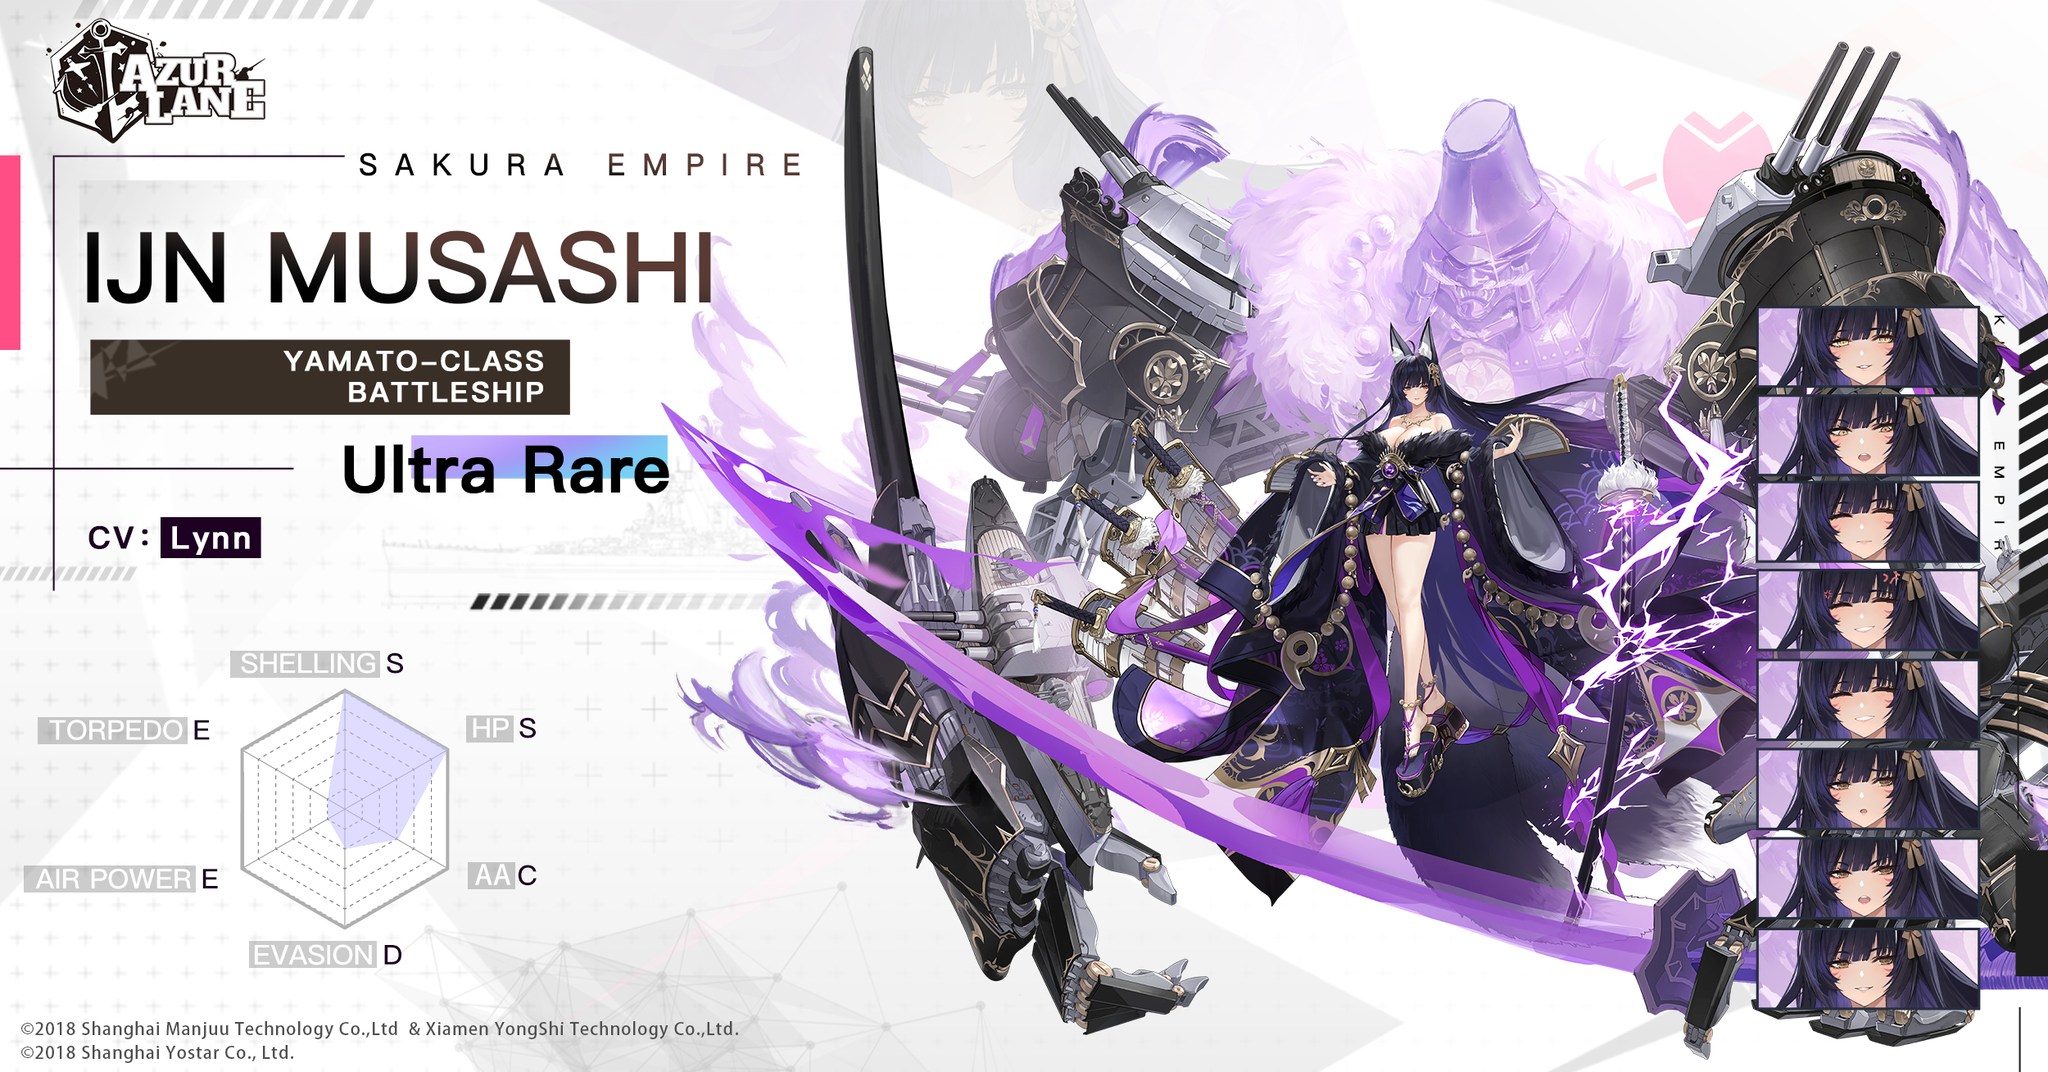 AZUR
LANE
SAKURA EMPIRE
IJN MUSASHI
YAMATO-CLASS
BATTLESHIP
Ultra Rare
CV: Lynn
SHELLING S
TORPEDO E
HP S
AIR POWER E
AA C
EVASION D
©2018 Shanghai Manjuu Technology Co.,Ltd & Xiamen YongShi Technology Co.,Ltd.
©2018 Shanghai Yostar Co., Ltd.